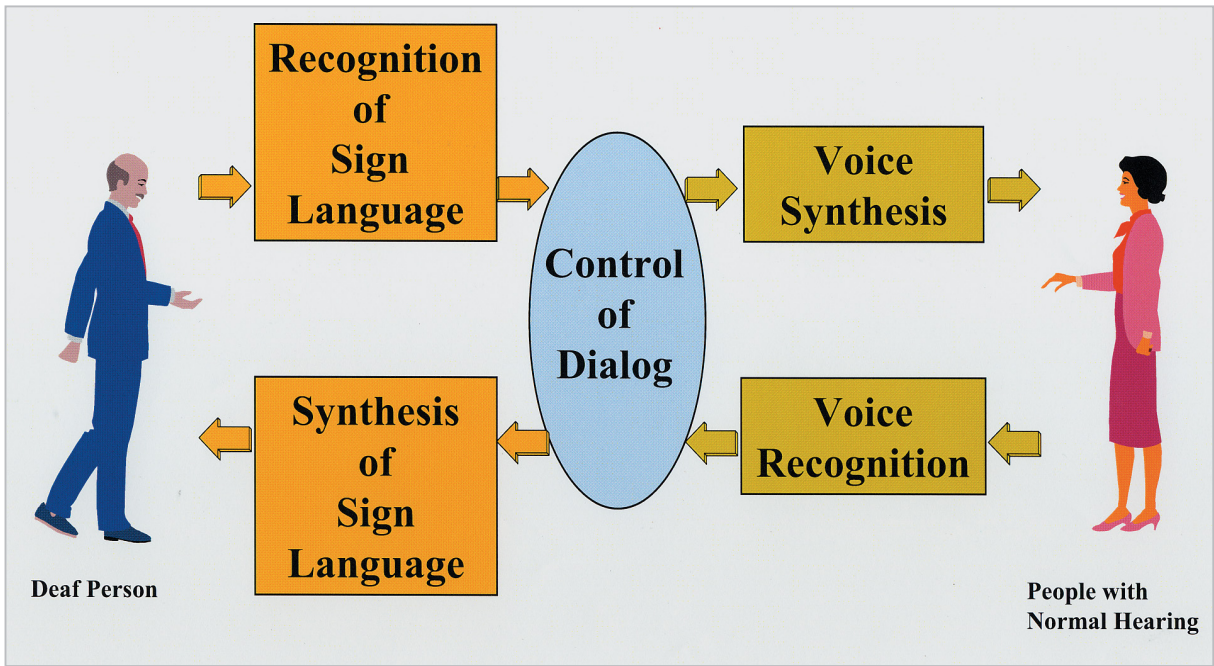 Recognition
of
Sign
Language
Control
of
Dialog
Voice
Synthesis
Synthesis
of
Sign
Language
Voice
Recognition
Deaf Person
People with
Normal Hearing